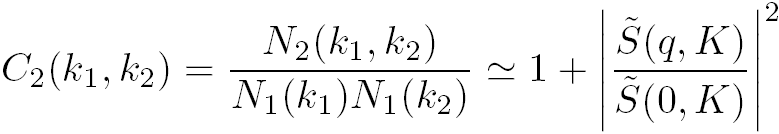 $C_2(k_1, k_2) = \frac{N_2(k_1, k_2)}{N_1(k_1)N_1(k_2)} \simeq 1 + \left| \frac{\tilde{S}(q, K)}{\tilde{S}(0, K)} \right|^2$